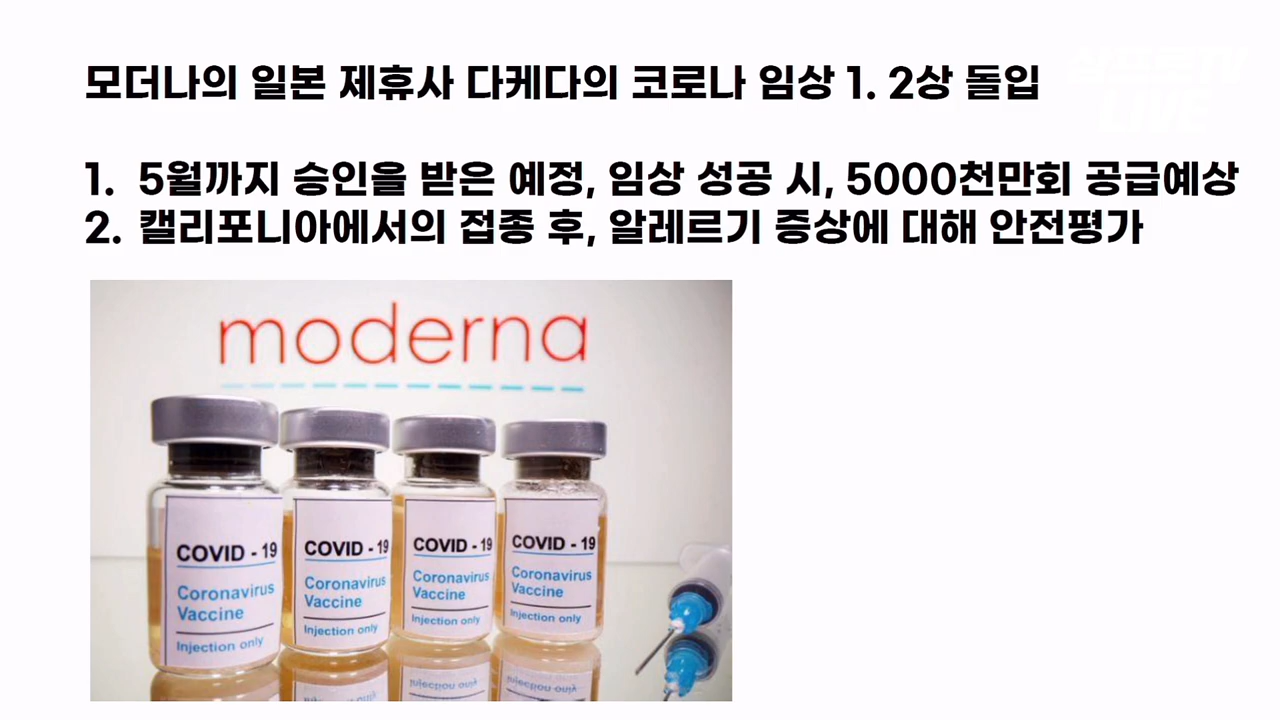 모더나의 일본 제휴사 다케다의 코로나 임상 1. 2상 돌입
LIVE
1. 5월까지 승인을 받은 예정, 임상 성공 시, 5000천만회 공급예상
2. 캘리포니아에서의 접종 후, 알레르기 증상에 대해 안전평가
moderna
COVID - 19
Coronavirus
Vaccine
Injection only
COVID - 19
Coronavirus
Vaccine
Injection only
COVID - 19
Coronavirus
Vaccine
Injection only
COVID - 19
Coronavirus
Vaccine
Injection only